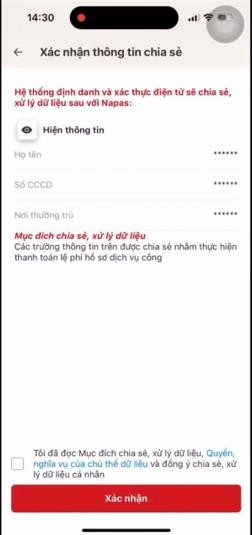 14:30
Xác nhận thông tin chia sẻ
Hệ thống định danh và xác thực điện tử sẽ chia sẻ,
xử lý dữ liệu sau với Napas:
Hiện thông tin
Họ tên ******
Số CCCD ******
Nơi thường trú ******
Mục đích chia sẻ, xử lý dữ liệu
Các trường thông tin trên được chia sẻ nhằm thực hiện
thanh toán lệ phí hồ sơ dịch vụ công
Tôi đã đọc Mục đích chia sẻ, xử lý dữ liệu, Quyền,
nghĩa vụ của chủ thể dữ liệu và đồng ý chia sẻ, xử
lý dữ liệu cá nhân
Xác nhận